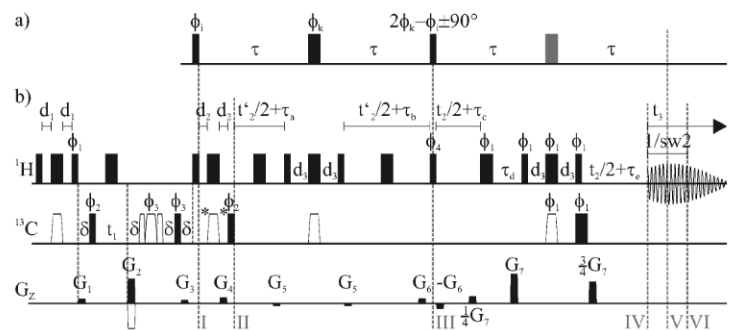 a) ϕi ϕk 2ϕk–ϕi±90°
τ τ τ τ
b) d1 d1 d2 d2 t‘2/2+τa t‘2/2+τb t2/2+τc t3
ϕ1 ϕ4 ϕ1 ϕ1 ϕ1 ϕ1 1/sw2
1H d3 d3 τd d3 d3 t2/2+τe
ϕ2 ϕ3 ϕ3 * * ϕ2 ϕ1 ϕ1
13C δ t1 δ δ δ
G1 G2 G3 G4 G5 G5 G6 -G6 G7 ¾G7
GZ I II III ¼G7 IV V VI